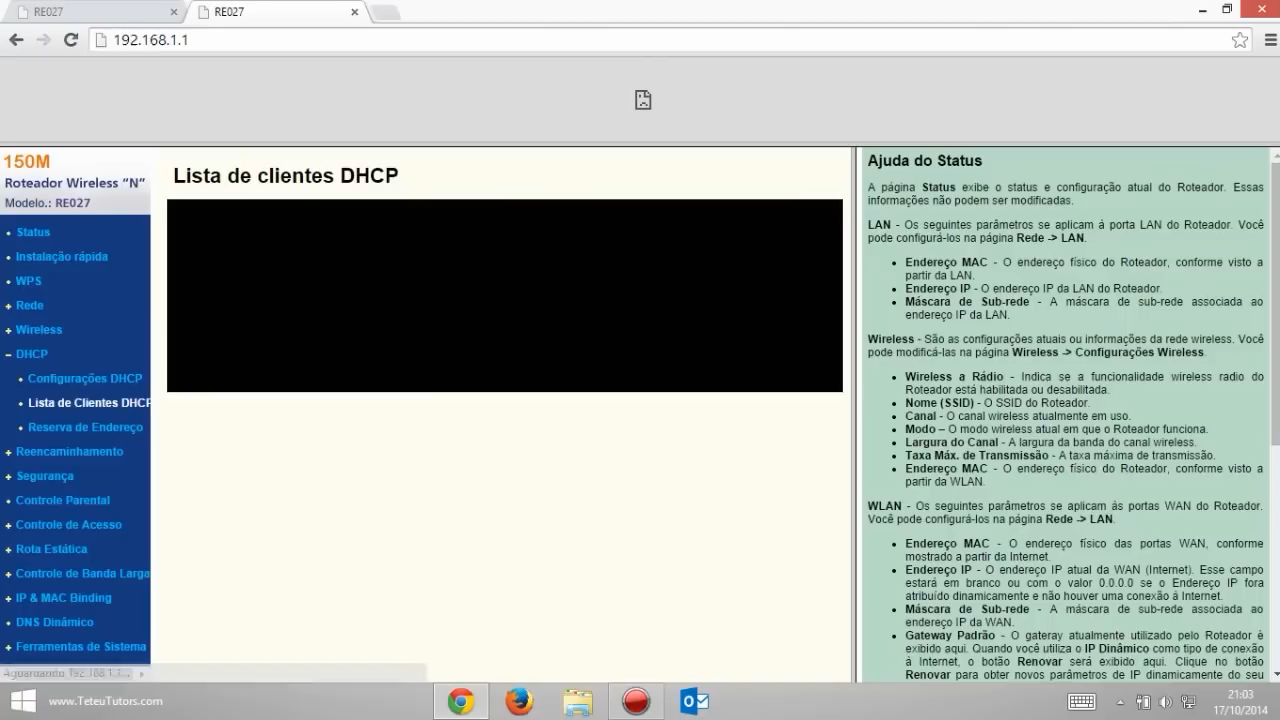 RE027
RE027
192.168.1.1
150M
Roteador Wireless “N”
Modelo.: RE027
Status
Instalação rápida
WPS
Rede
Wireless
DHCP
Configurações DHCP
Lista de Clientes DHCP
Reserva de Endereço
Reencaminhamento
Segurança
Controle Parental
Controle de Acesso
Rota Estática
Controle de Banda Larga
IP & MAC Binding
DNS Dinâmico
Ferramentas de Sistema
Aguardando 192.168.1.1...
Lista de clientes DHCP
Ajuda do Status
A página Status exibe o status e configuração atual do Roteador. Essas
informações não podem ser modificadas.
LAN - Os seguintes parâmetros se aplicam à porta LAN do Roteador. Você
pode configurá-los na página Rede -> LAN.
Endereço MAC - O endereço físico do Roteador, conforme visto a
partir da LAN.
Endereço IP - O endereço IP da LAN do Roteador.
Máscara de Sub-rede - A máscara de sub-rede associada ao
endereço IP da LAN.
Wireless - São as configurações atuais ou informações da rede wireless. Você
pode modificá-las na página Wireless -> Configurações Wireless.
Wireless a Rádio - Indica se a funcionalidade wireless radio do
Roteador está habilitada ou desabilitada.
Nome (SSID) - O SSID do Roteador.
Canal - O canal wireless atualmente em uso.
Modo – O modo wireless atual em que o Roteador funciona.
Largura do Canal - A largura da banda do canal wireless.
Taxa Máx. de Transmissão - A taxa máxima de transmissão.
Endereço MAC - O endereço físico do Roteador, conforme visto a
partir da WLAN.
WLAN - Os seguintes parâmetros se aplicam às portas WAN do Roteador.
Você pode configurá-los na página Rede -> LAN.
Endereço MAC - O endereço físico das portas WAN, conforme
mostrado a partir da Internet.
Endereço IP - O endereço IP atual da WAN (Internet). Esse campo
estará em branco ou com o valor 0.0.0.0 se o Endereço IP fora
atribuído dinamicamente e não houver uma conexão à Internet.
Máscara de Sub-rede - A máscara de sub-rede associada ao
endereço IP da WAN.
Gateway Padrão - O gateray atualmente utilizado pelo Roteador é
exibido aqui. Quando você utiliza o IP Dinâmico como tipo de conexão
à Internet, o botão Renovar será exibido aqui. Clique no botão
Renovar para obter novos parâmetros de IP dinamicamente do seu
www.TeteuTutors.com
21:03
17/10/2014